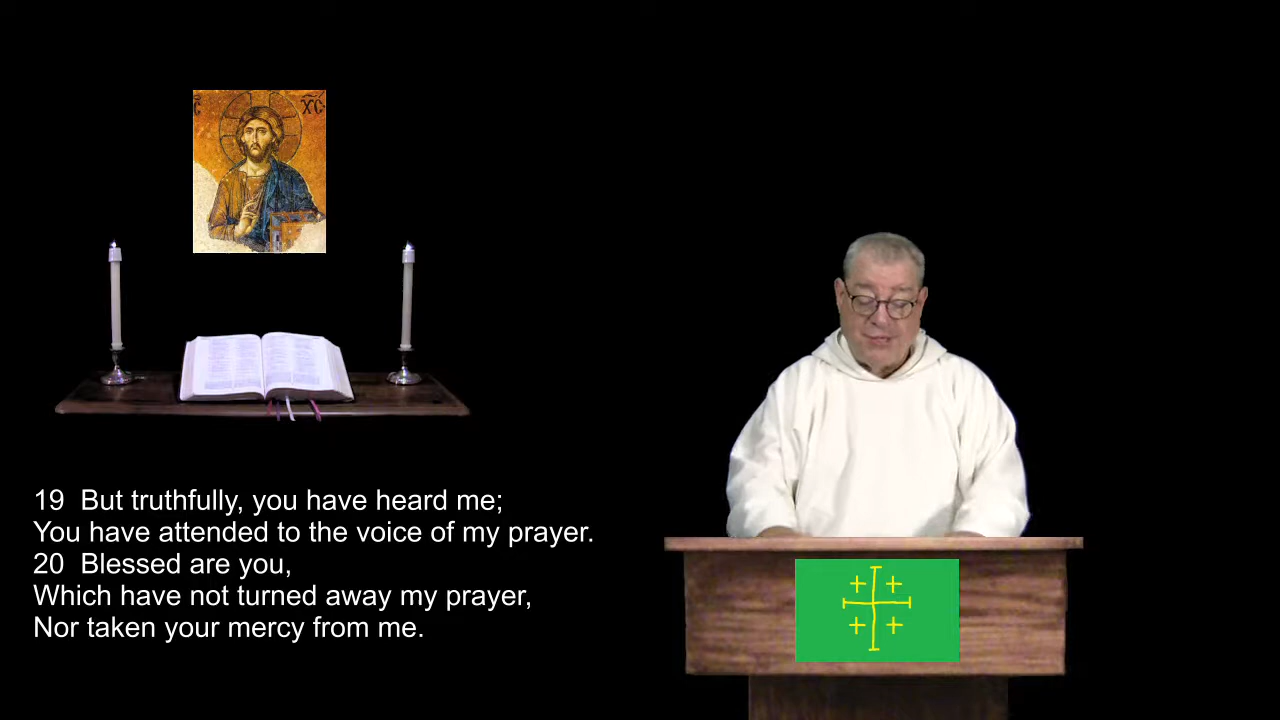 ΧC
19 But truthfully, you have heard me;
You have attended to the voice of my prayer.
20 Blessed are you,
Which have not turned away my prayer,
Nor taken your mercy from me.